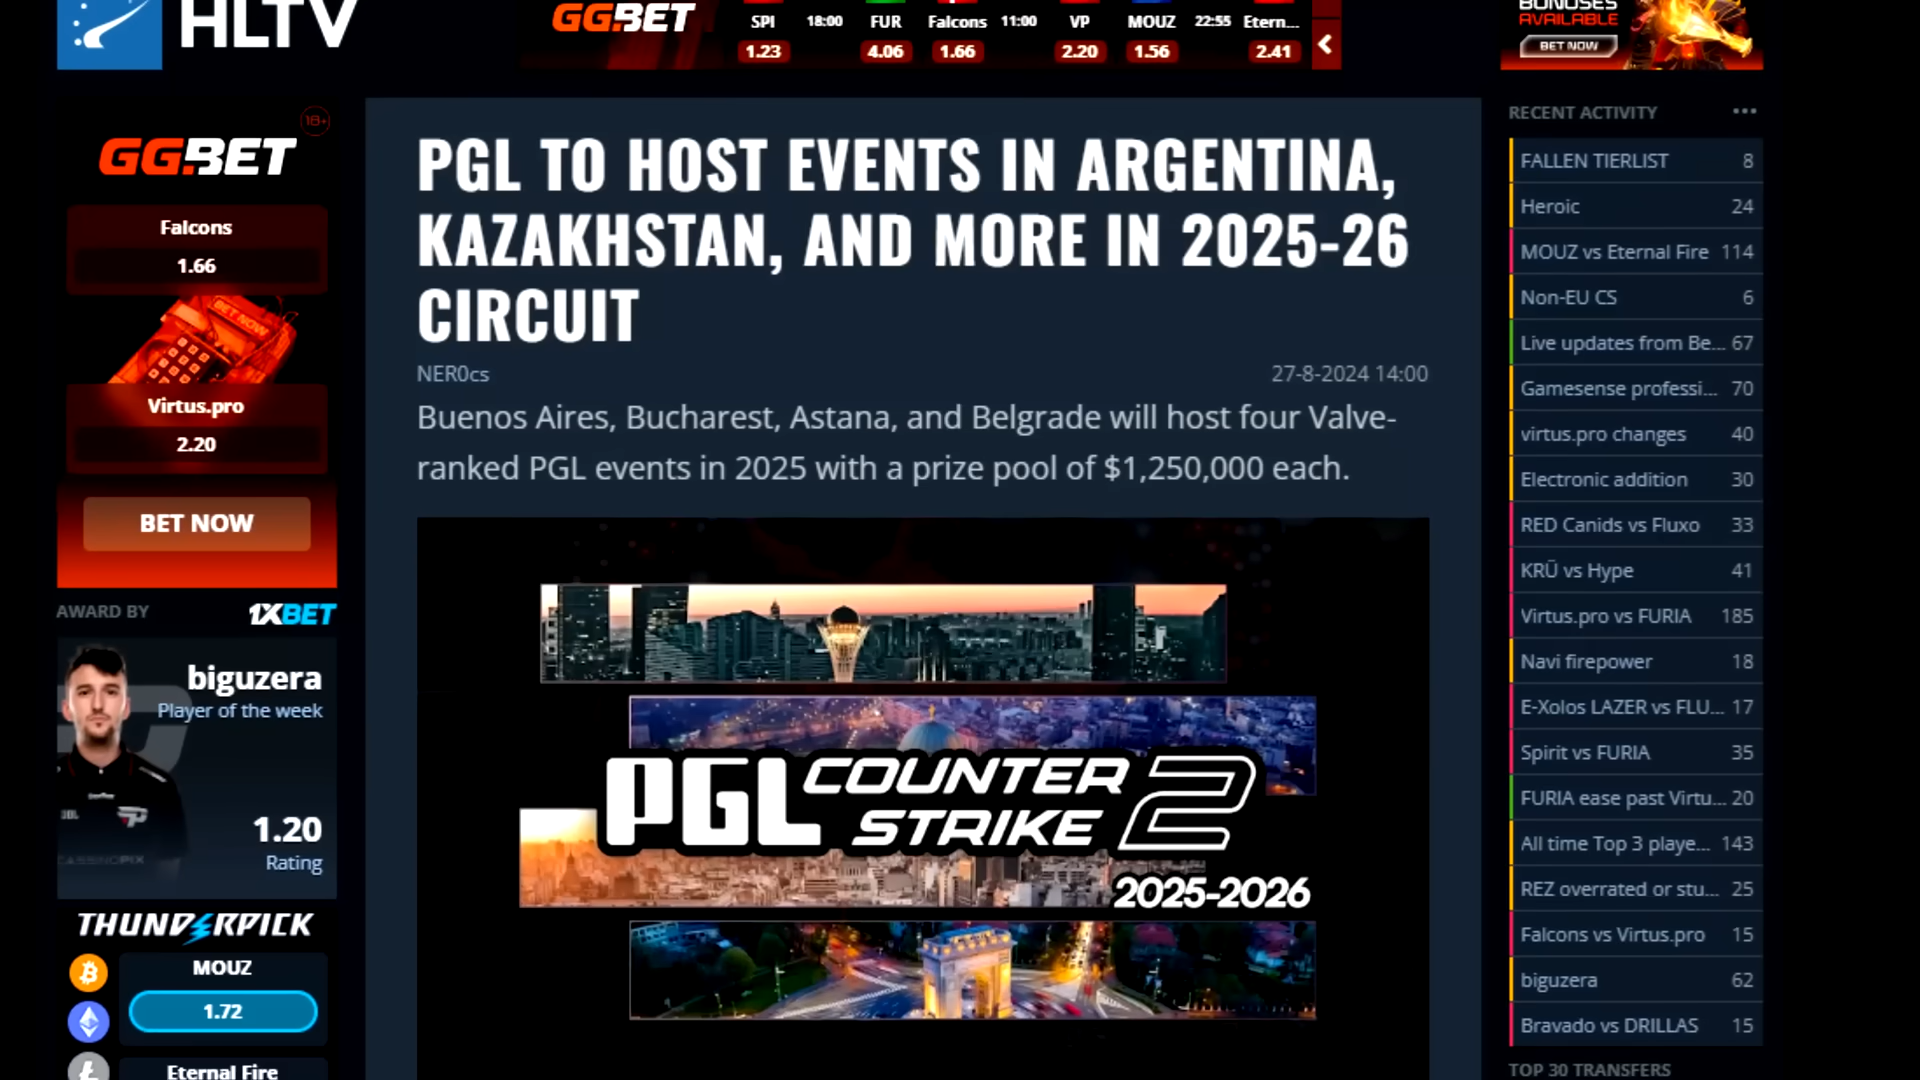 HLTV
GG.BET
SPI 18:00 FUR Falcons 11:00 VP MOUZ 22:55 Etern...
1.23 4.06 1.66 2.20 1.56 2.41
BONUSES
AVAILABLE
BET NOW
18+
GG.BET
Falcons
1.66
BET NOW
Virtus.pro
2.20
BET NOW
AWARD BY 1XBET
biguzera
Player of the week
1.20
Rating
THUNDERPICK
MOUZ
1.72
Eternal Fire
PGL TO HOST EVENTS IN ARGENTINA,
KAZAKHSTAN, AND MORE IN 2025-26
CIRCUIT
NER0cs 27-8-2024 14:00
Buenos Aires, Bucharest, Astana, and Belgrade will host four Valve-
ranked PGL events in 2025 with a prize pool of $1,250,000 each.
PGL COUNTER STRIKE 2
2025-2026
RECENT ACTIVITY ...
FALLEN TIERLIST 8
Heroic 24
MOUZ vs Eternal Fire 114
Non-EU CS 6
Live updates from Be... 67
Gamesense professi... 70
virtus.pro changes 40
Electronic addition 30
RED Canids vs Fluxo 33
KRÜ vs Hype 41
Virtus.pro vs FURIA 185
Navi firepower 18
E-Xolos LAZER vs FLU... 17
Spirit vs FURIA 35
FURIA ease past Virtu... 20
All time Top 3 playe... 143
REZ overrated or stu... 25
Falcons vs Virtus.pro 15
biguzera 62
Bravado vs DRILLAS 15
TOP 30 TRANSFERS